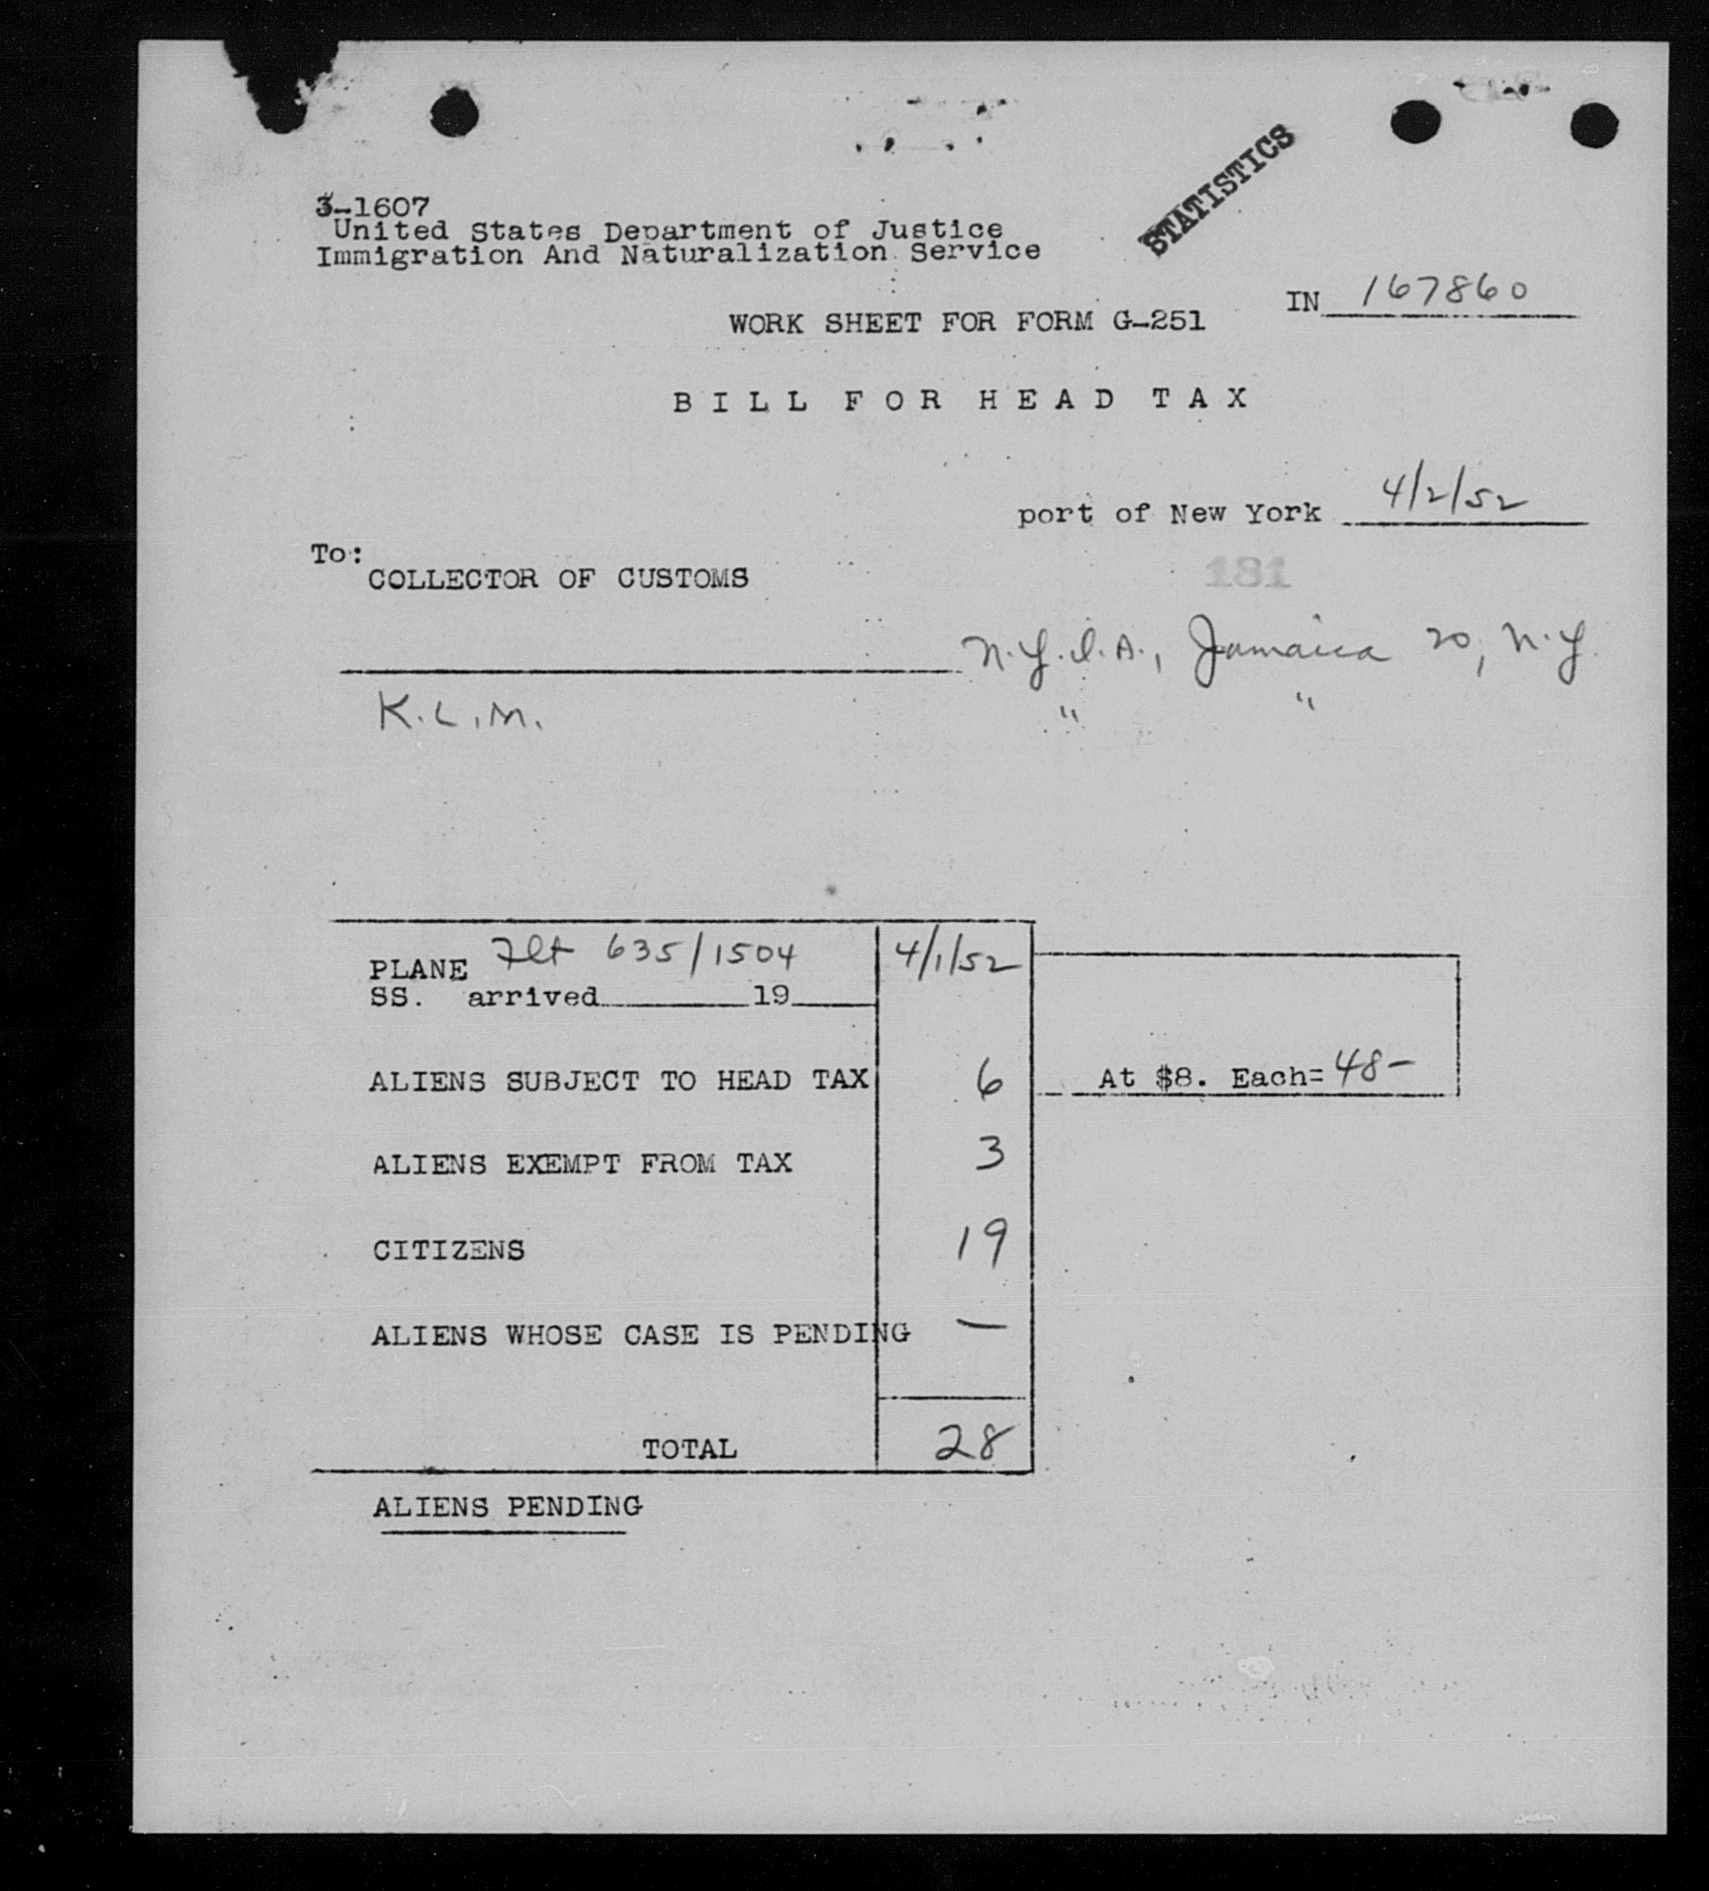 STATISTICS
3-1607
United States Department of Justice
Immigration And Naturalization Service
IN 167860
WORK SHEET FOR FORM G-251
BILL FOR HEAD TAX
port of New York 4/2/52
To:
COLLECTOR OF CUSTOMS
181
N.Y.I.A., Jamaica 20, N.Y.
K.L.M. " "
PLANE Flt 635/1504 4/1/52
SS. arrived 19
ALIENS SUBJECT TO HEAD TAX 6 At $8. Each= 48-
ALIENS EXEMPT FROM TAX 3
CITIZENS 19
ALIENS WHOSE CASE IS PENDING —
TOTAL 28
ALIENS PENDING